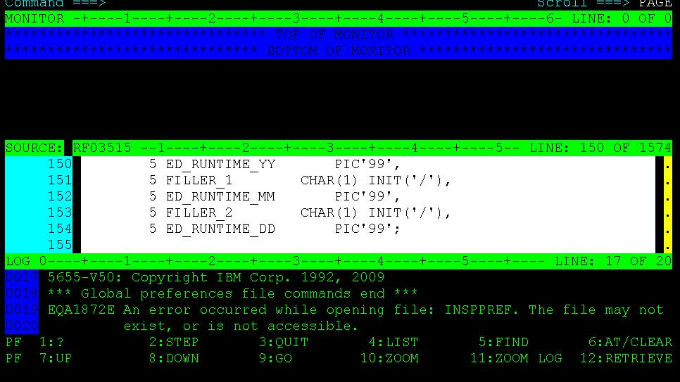 Command ===> Scroll ===> PAGE
MONITOR -+----1----+----2----+----3----+----4----+----5----+----6- LINE: 0 OF 0
****************************** TOP OF MONITOR ******************************
***************************** BOTTOM OF MOMITOR *****************************
SOURCE: RF03515 --1----+----2----+----3----+----4----+----5-- LINE: 150 OF 1574
150 5 ED_RUNTIME_YY PIC'99', .
151 5 FILLER_1 CHAR(1) INIT('/'), .
152 5 ED_RUNTIME_MM PIC'99', .
153 5 FILLER_2 CHAR(1) INIT('/'), .
154 5 ED_RUNTIME_DD PIC'99'; .
155 .
LOG 0----+----1----+----2----+----3----+----4----+----5----+---- LINE: 17 OF 20
0017 5655-V50: Copyright IBM Corp. 1992, 2009
0018 *** Global preferences file commands end ***
0019 EQA1872E An error occurred while opening file: INSPPREF. The file may not
0020 exist, or is not accessible.
PF 1:? 2:STEP 3:QUIT 4:LIST 5:FIND 6:AT/CLEAR
PF 7:UP 8:DOWN 9:GO 10:ZOOM 11:ZOOM LOG 12:RETRIEVE